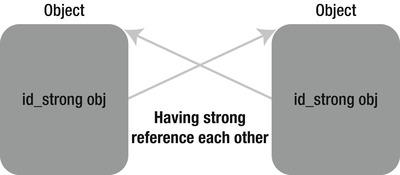 Object
Object
id_strong obj
id_strong obj
Having strong
reference each other